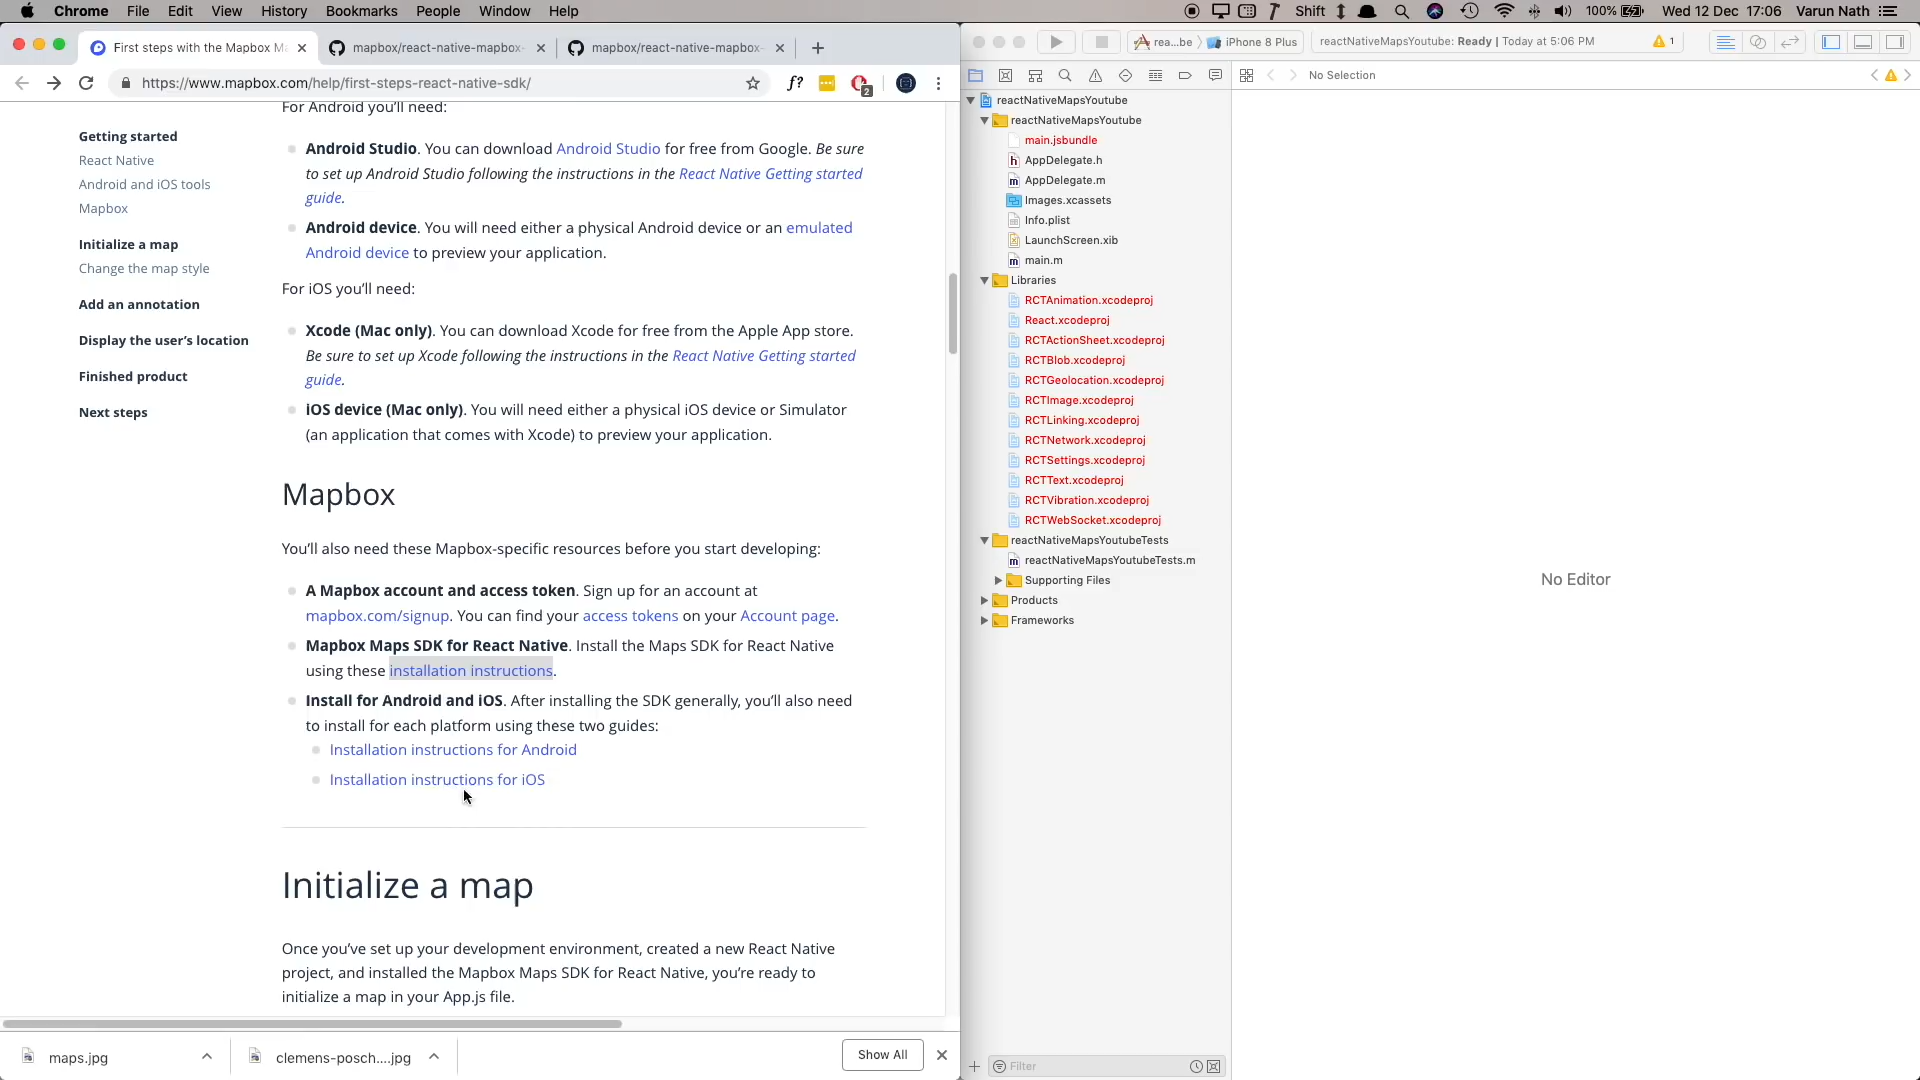 Chrome File Edit View History Bookmarks People Window Help
Shift 100% Wed 12 Dec 17:06 Varun Nath
First steps with the Mapbox M
mapbox/react-native-mapbox-
mapbox/react-native-mapbox-
https://www.mapbox.com/help/first-steps-react-native-sdk/
f?
2
Getting started
React Native
Android and iOS tools
Mapbox
Initialize a map
Change the map style
Add an annotation
Display the user's location
Finished product
Next steps
For Android you'll need:
Android Studio. You can download Android Studio for free from Google. Be sure
to set up Android Studio following the instructions in the React Native Getting started
guide.
Android device. You will need either a physical Android device or an emulated
Android device to preview your application.
For iOS you'll need:
Xcode (Mac only). You can download Xcode for free from the Apple App store.
Be sure to set up Xcode following the instructions in the React Native Getting started
guide.
iOS device (Mac only). You will need either a physical iOS device or Simulator
(an application that comes with Xcode) to preview your application.
Mapbox
You'll also need these Mapbox-specific resources before you start developing:
A Mapbox account and access token. Sign up for an account at
mapbox.com/signup. You can find your access tokens on your Account page.
Mapbox Maps SDK for React Native. Install the Maps SDK for React Native
using these installation instructions.
Install for Android and iOS. After installing the SDK generally, you'll also need
to install for each platform using these two guides:
Installation instructions for Android
Installation instructions for iOS
Initialize a map
Once you've set up your development environment, created a new React Native
project, and installed the Mapbox Maps SDK for React Native, you're ready to
initialize a map in your App.js file.
maps.jpg
clemens-posch....jpg
Show All
rea...be iPhone 8 Plus
reactNativeMapsYoutube: Ready | Today at 5:06 PM
1
No Selection
reactNativeMapsYoutube
reactNativeMapsYoutube
main.jsbundle
h AppDelegate.h
m AppDelegate.m
Images.xcassets
Info.plist
LaunchScreen.xib
m main.m
Libraries
RCTAnimation.xcodeproj
React.xcodeproj
RCTActionSheet.xcodeproj
RCTBlob.xcodeproj
RCTGeolocation.xcodeproj
RCTImage.xcodeproj
RCTLinking.xcodeproj
RCTNetwork.xcodeproj
RCTSettings.xcodeproj
RCTText.xcodeproj
RCTVibration.xcodeproj
RCTWebSocket.xcodeproj
reactNativeMapsYoutubeTests
m reactNativeMapsYoutubeTests.m
Supporting Files
Products
Frameworks
Filter
No Editor